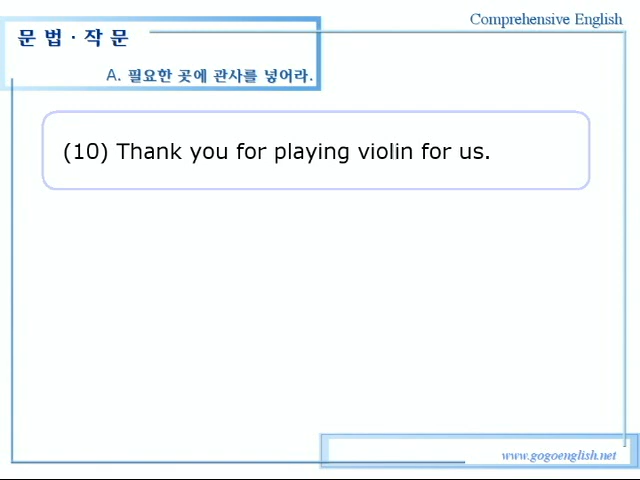 Comprehensive English
문 법 · 작 문
A. 필요한 곳에 관사를 넣어라.
(10) Thank you for playing violin for us.
www.gogoenglish.net